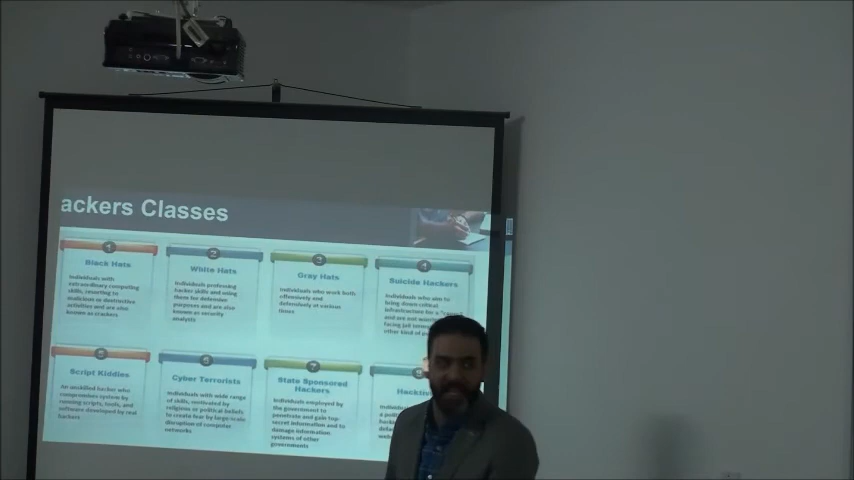 ackers Classes
1
Black Hats
Individuals with
extraordinary computing
skills, resorting to
malicious or destructive
activities and are also
known as crackers
2
White Hats
Individuals professing
hacker skills and using
them for defensive
purposes and are also
known as security
analysts
3
Gray Hats
Individuals who work both
offensively and
defensively at various
times
4
Suicide Hackers
Individuals who aim to
bring down critical
infrastructure for a "cause"
and are not
facing jail
other kind of
5
Script Kiddies
An unskilled hacker who
compromises system by
running scripts, tools, and
software developed by real
hackers
6
Cyber Terrorists
Individuals with wide range
of skills, motivated by
religious or political beliefs
to create fear by large-scale
disruption of computer
networks
7
State Sponsored
Hackers
Individuals employed by
the government to
penetrate and gain top-
secret information and to
damage information
systems of other
governments
8
Hacktiv
a pol